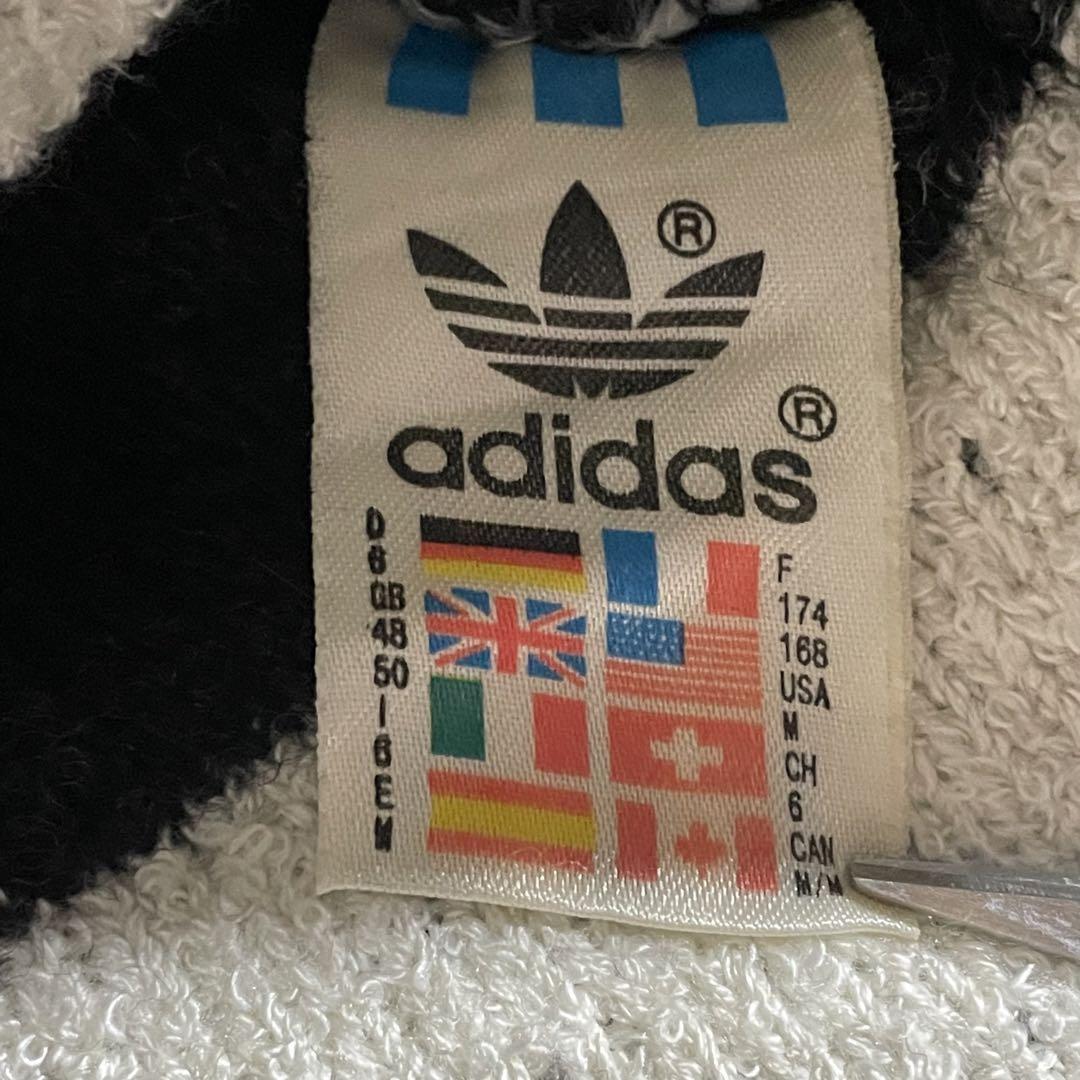 ®
adidas®
D
6
GB
48
50
I
6
E
M
F
174
168
USA
M
CH
6
CAN
M/M